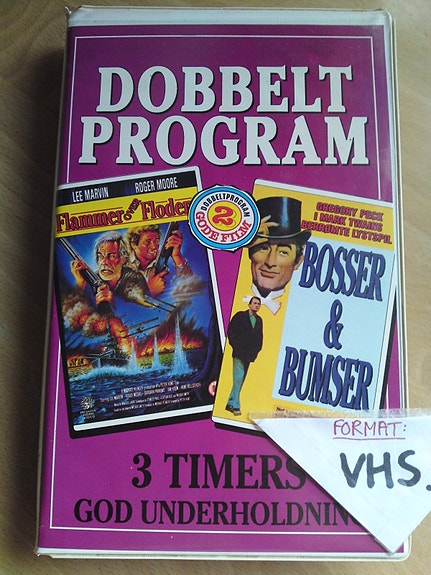 DOBBELT
PROGRAM
LEE MARVIN ROGER MOORE
Flammer over Floden
DOBBELTPROGRAM
2
GODE FILM
GREGORY PECK
I MARK TWAINS
BERØMTE LYSTSPIL
BOSSER
&
BUMSER
FORMAT:
VHS.
3 TIMERS
GOD UNDERHOLDNING